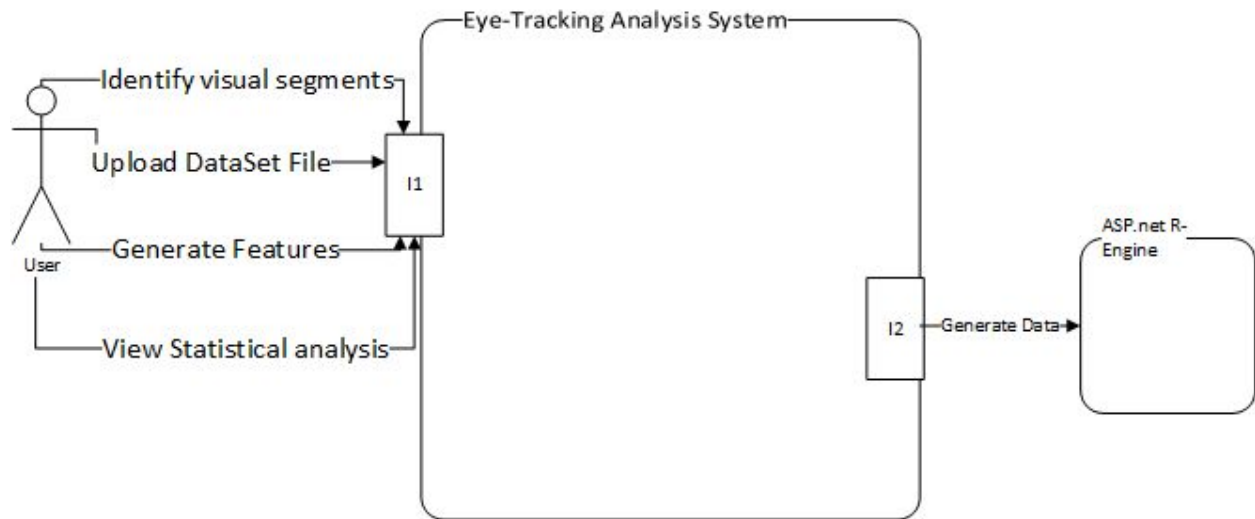 Eye-Tracking Analysis System
Identify visual segments
Upload DataSet File
I1
Generate Features
User
View Statistical analysis
ASP.net R-
Engine
I2
Generate Data